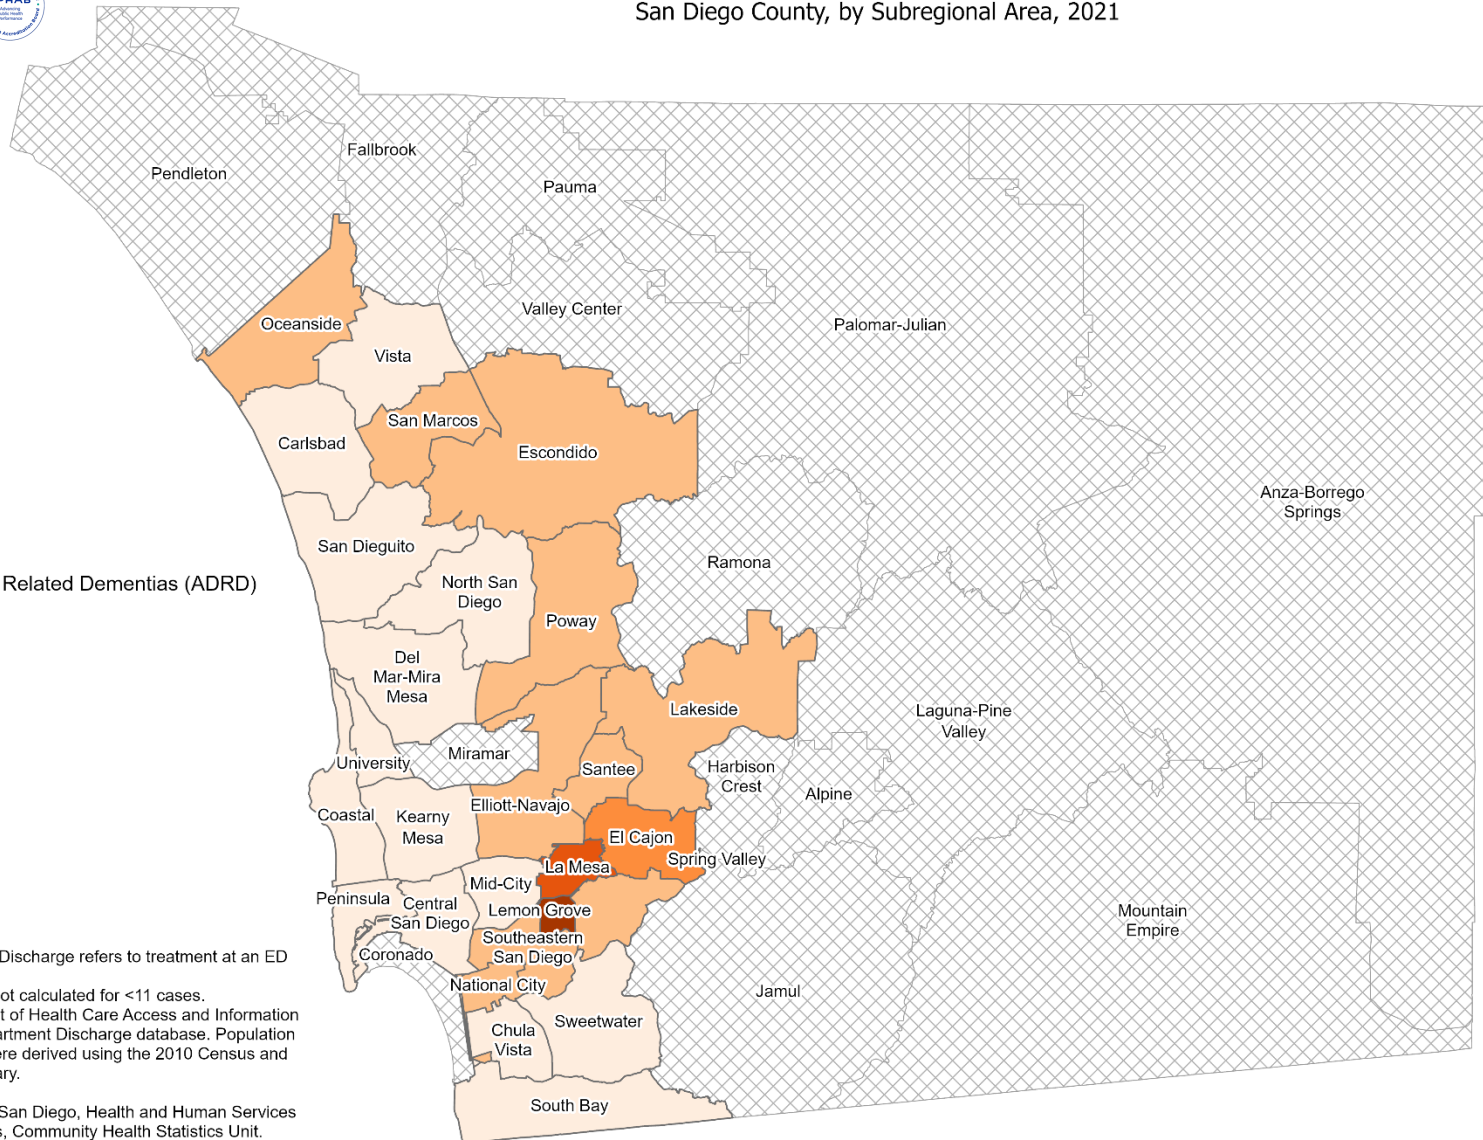 PHAB
Advancing
public health
performance
San Diego County, by Subregional Area, 2021
Fallbrook
Pendleton
Pauma
Valley Center
Oceanside
Palomar-Julian
Vista
San Marcos
Carlsbad
Escondido
Anza-Borrego
Springs
San Dieguito
Ramona
North San
Diego
Related Dementias (ADRD)
Poway
Del
Mar-Mira
Mesa
Lakeside
Laguna-Pine
Valley
Miramar
University
Santee
Harbison
Crest
Alpine
Elliott-Navajo
Coastal
Kearny
Mesa
El Cajon
Spring Valley
La Mesa
Mid-City
Peninsula
Central
San Diego
Lemon Grove
Mountain
Empire
Southeastern
San Diego
Coronado
Discharge refers to treatment at an ED
National City
Jamul
ot calculated for <11 cases.
t of Health Care Access and Information
artment Discharge database. Population
ere derived using the 2010 Census and
ary.
Sweetwater
Chula
Vista
South Bay
San Diego, Health and Human Services
s, Community Health Statistics Unit.